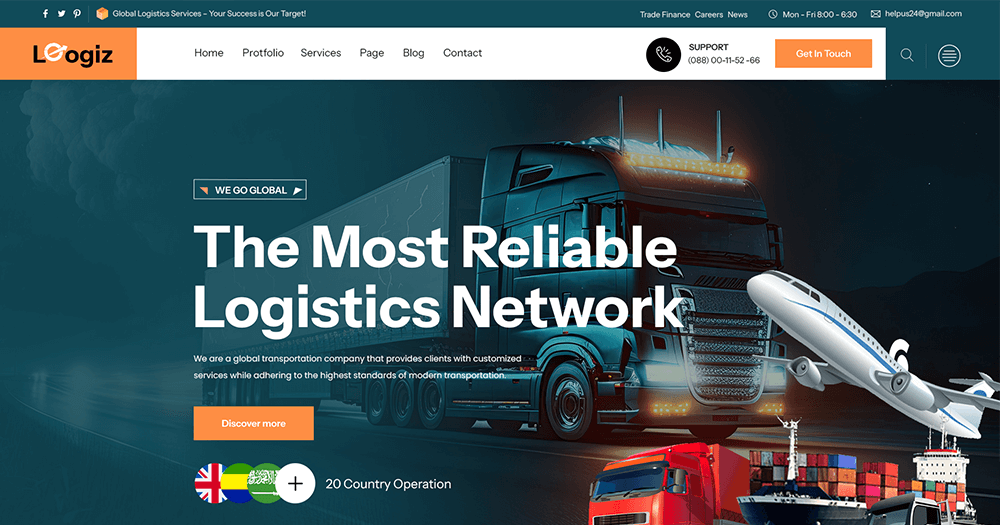 Global Logistics Services – Your Success is Our Target!
Trade Finance Careers News
Mon - Fri 8:00 - 6:30
helpus24@gmail.com
Loogiz
Home Protfolio Services Page Blog Contact
SUPPORT
(088) 00-11-52 -66
Get In Touch
WE GO GLOBAL
The Most Reliable
Logistics Network
We are a global transportation company that provides clients with customized
services while adhering to the highest standards of modern transportation.
Discover more
20 Country Operation